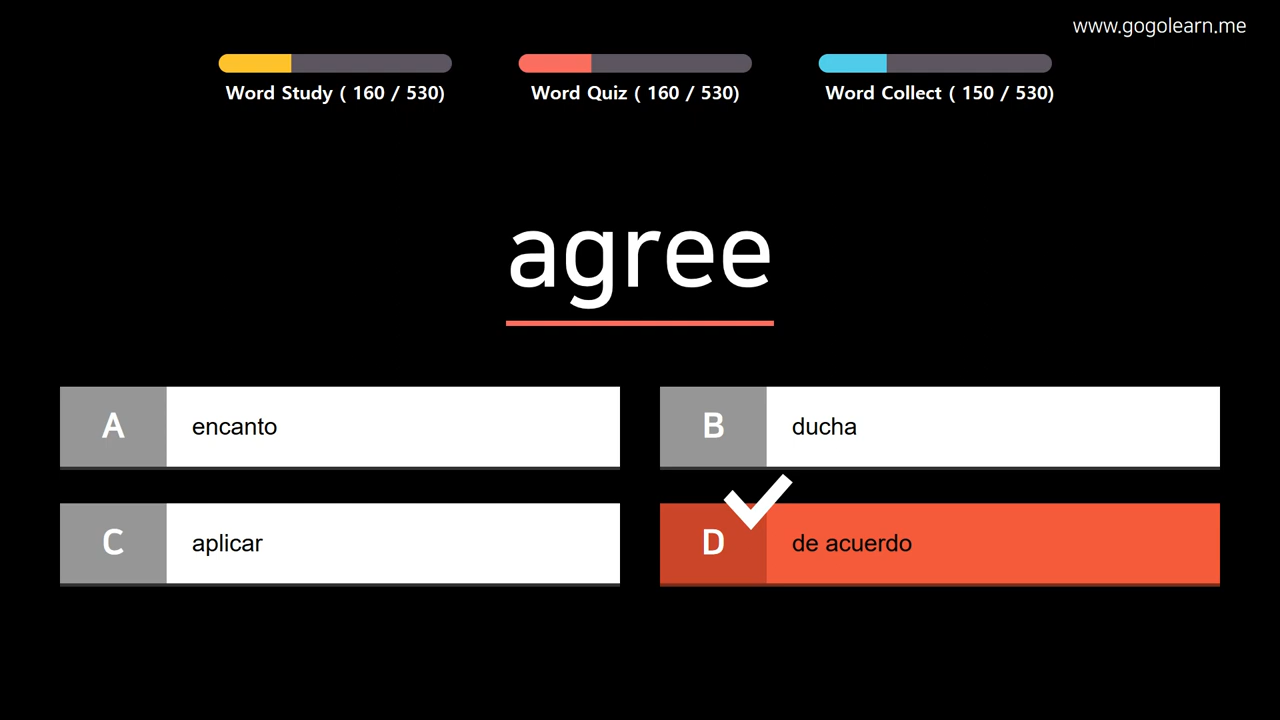 www.gogolearn.me
Word Study ( 160 / 530)
Word Quiz ( 160 / 530)
Word Collect ( 150 / 530)
agree
A encanto
B ducha
C aplicar
D de acuerdo